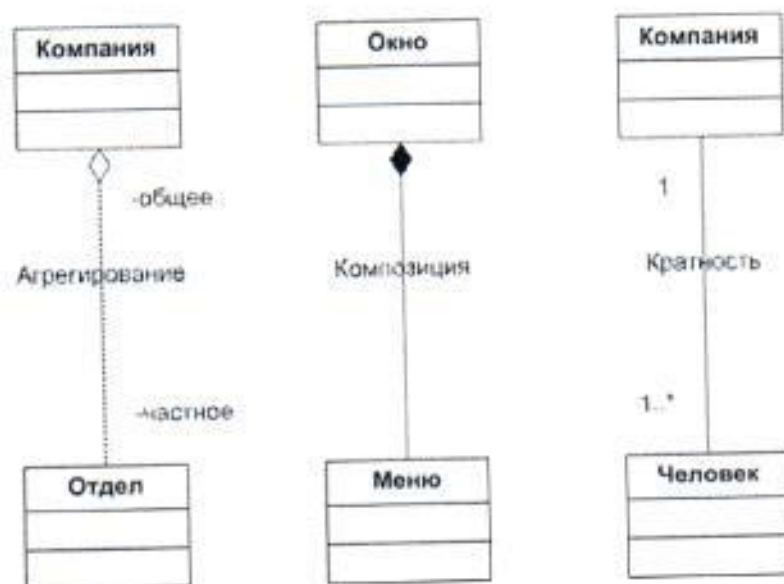 Компания
Окно
Компания
-общее
1
Агрегирование
Композиция
Кратность
-частное
1..*
Отдел
Меню
Человек